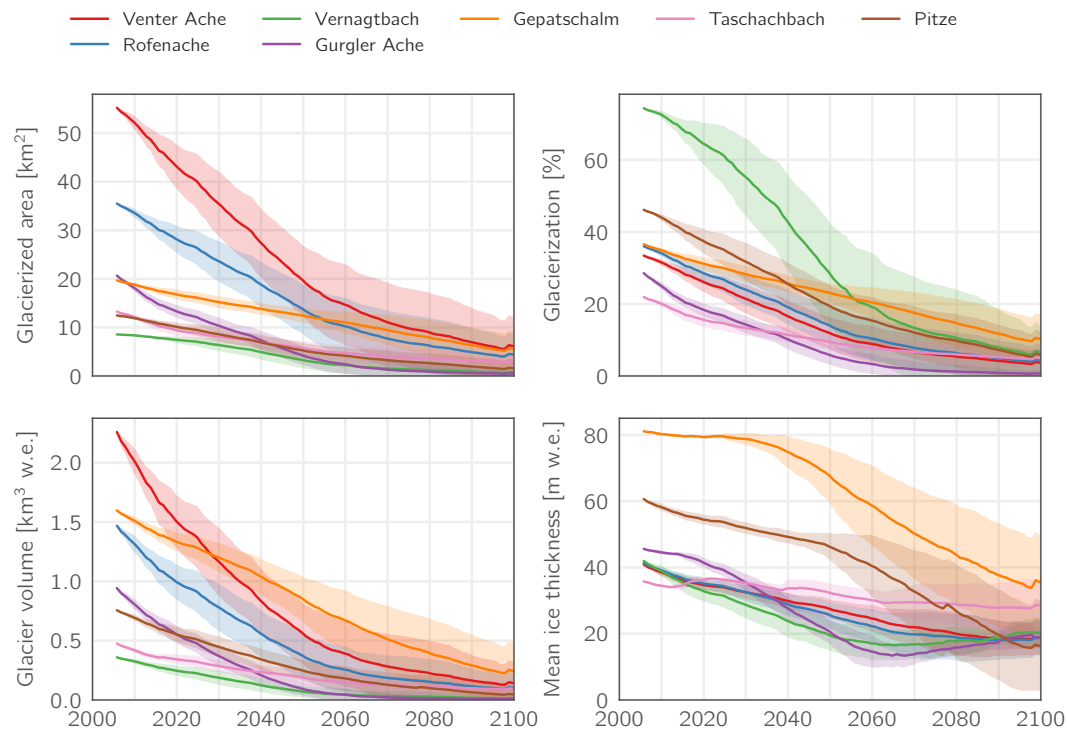 Venter Ache Vernagtbach Gepatschalm Taschachbach Pitze
Rofenache Gurgler Ache
Glacierized area [km²]
50
40
30
20
10
0
Glacierization [%]
60
40
20
0
Glacier volume [km³ w.e.]
2.0
1.5
1.0
0.5
0.0
2000 2020 2040 2060 2080 2100
Mean ice thickness [m w.e.]
80
60
40
20
0
2000 2020 2040 2060 2080 2100